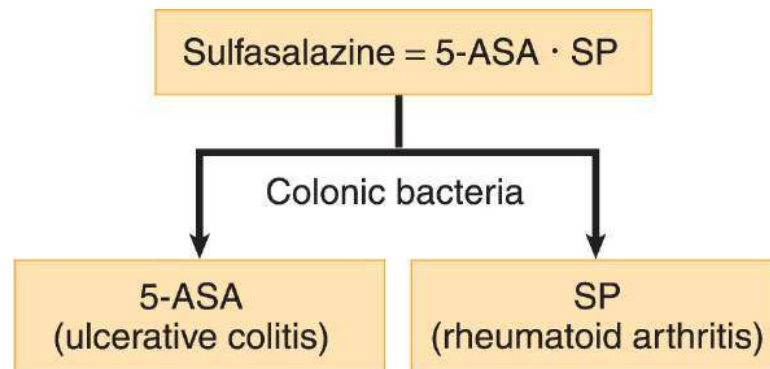 Sulfasalazine = 5-ASA · SP
Colonic bacteria
5-ASA
(ulcerative colitis)
SP
(rheumatoid arthritis)